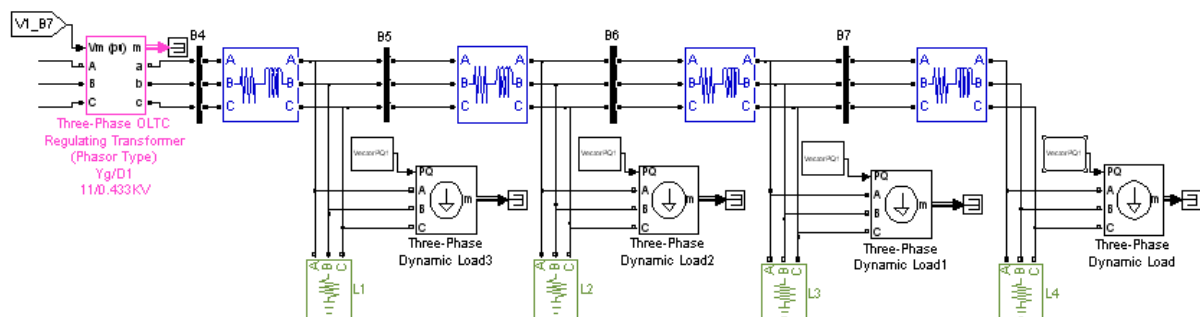 V1_B7
Vm (pu) m
A a
B b
C c
Three-Phase OLTC
Regulating Transformer
(Phasor Type)
Yg/D1
11/0.433KV
B4
A A
B B
C C
B5
A A
B B
C C
B6
A A
B B
C C
B7
A A
B B
C C
VectorPQ1
PQ
A
B m
C
Three-Phase
Dynamic Load3
VectorPQ1
PQ
A
B m
C
Three-Phase
Dynamic Load2
VectorPQ1
PQ
A
B m
C
Three-Phase
Dynamic Load1
VectorPQ1
PQ
A
B m
C
Three-Phase
Dynamic Load
A B C
L1
A B C
L2
A B C
L3
A B C
L4